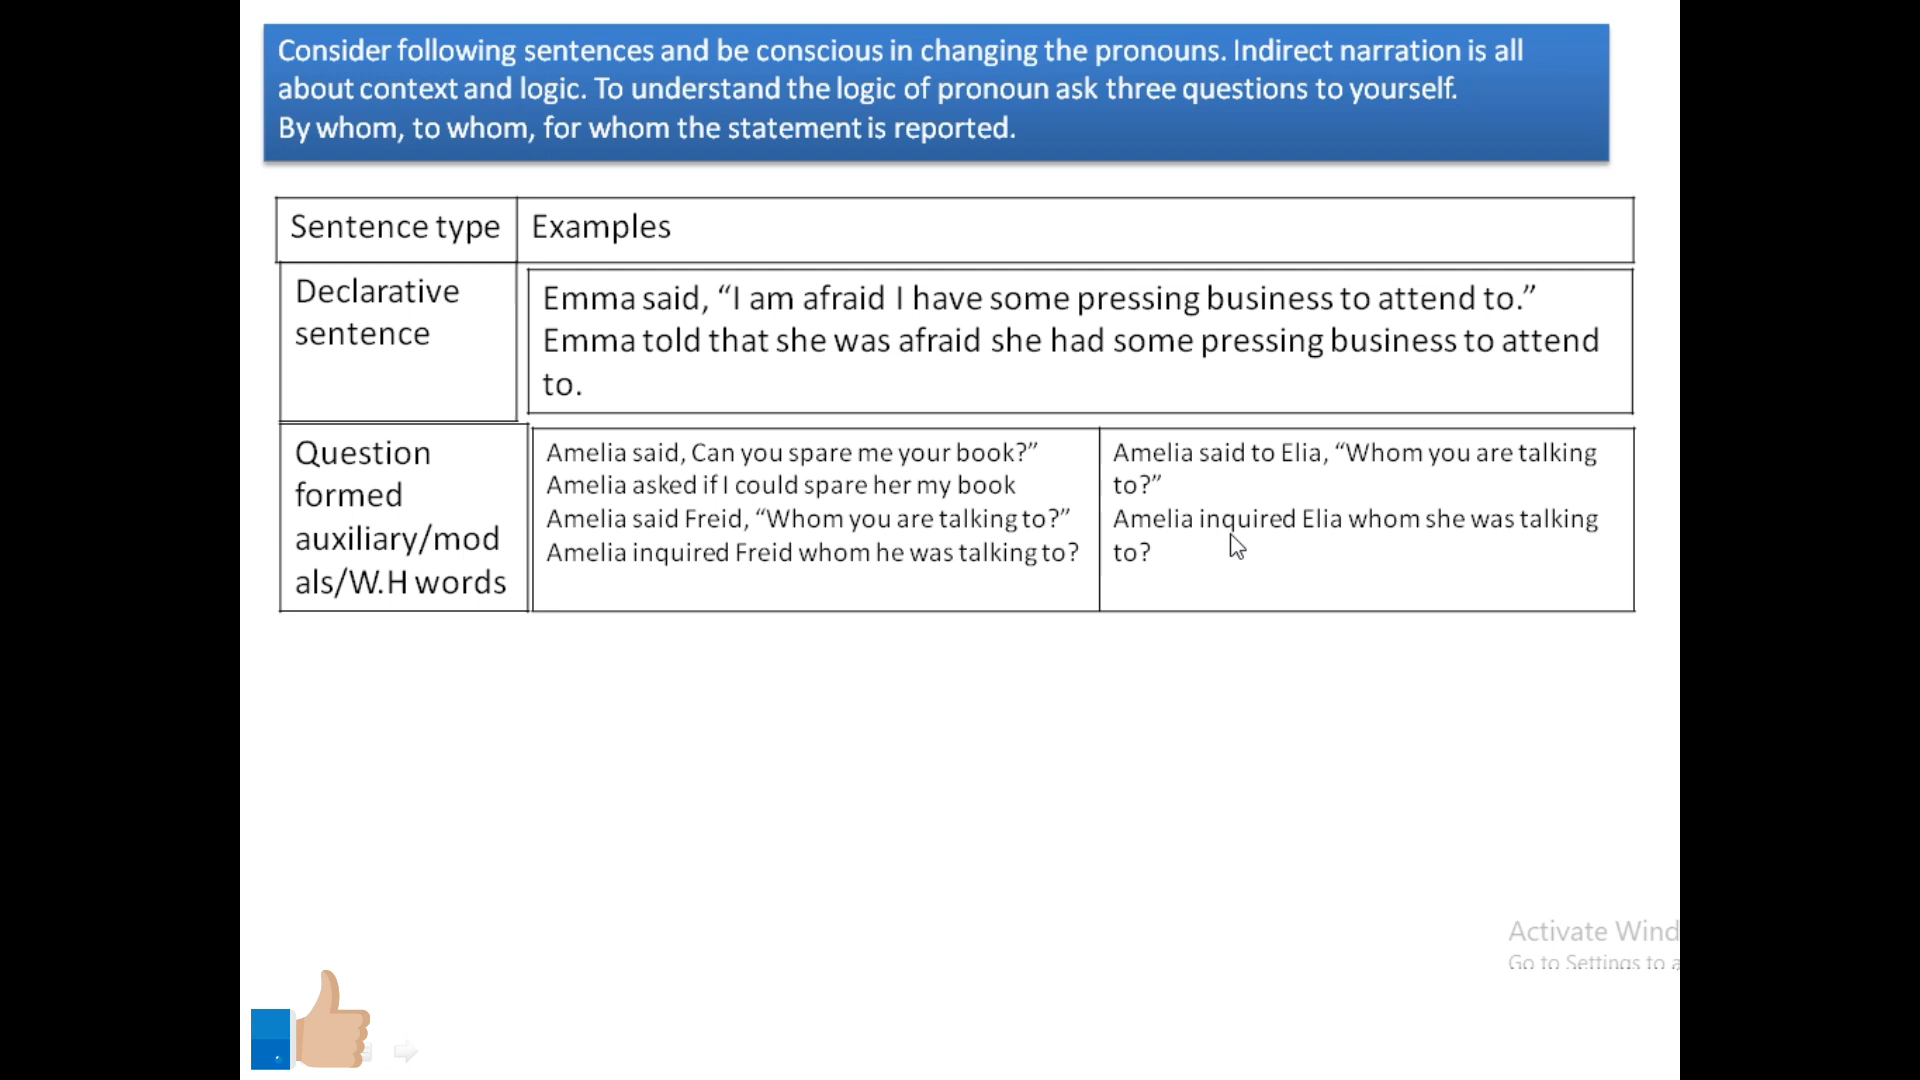 Consider following sentences and be conscious in changing the pronouns. Indirect narration is all
about context and logic. To understand the logic of pronoun ask three questions to yourself.
By whom, to whom, for whom the statement is reported.
Sentence type
Examples
Declarative
sentence
Emma said, “I am afraid I have some pressing business to attend to.”
Emma told that she was afraid she had some pressing business to attend
to.
Question
formed
auxiliary/mod
als/W.H words
Amelia said, Can you spare me your book?”
Amelia asked if I could spare her my book
Amelia said Freid, “Whom you are talking to?”
Amelia inquired Freid whom he was talking to?
Amelia said to Elia, “Whom you are talking
to?”
Amelia inquired Elia whom she was talking
to?
Activate Wind
Go to Settings to a